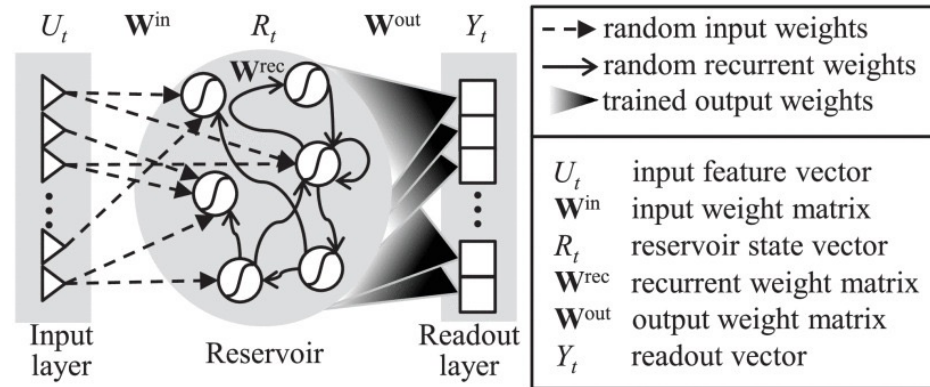 U_t W^in R_t W^out Y_t
W^rec
Input layer
Reservoir
Readout layer
random input weights
random recurrent weights
trained output weights
U_t input feature vector
W^in input weight matrix
R_t reservoir state vector
W^rec recurrent weight matrix
W^out output weight matrix
Y_t readout vector